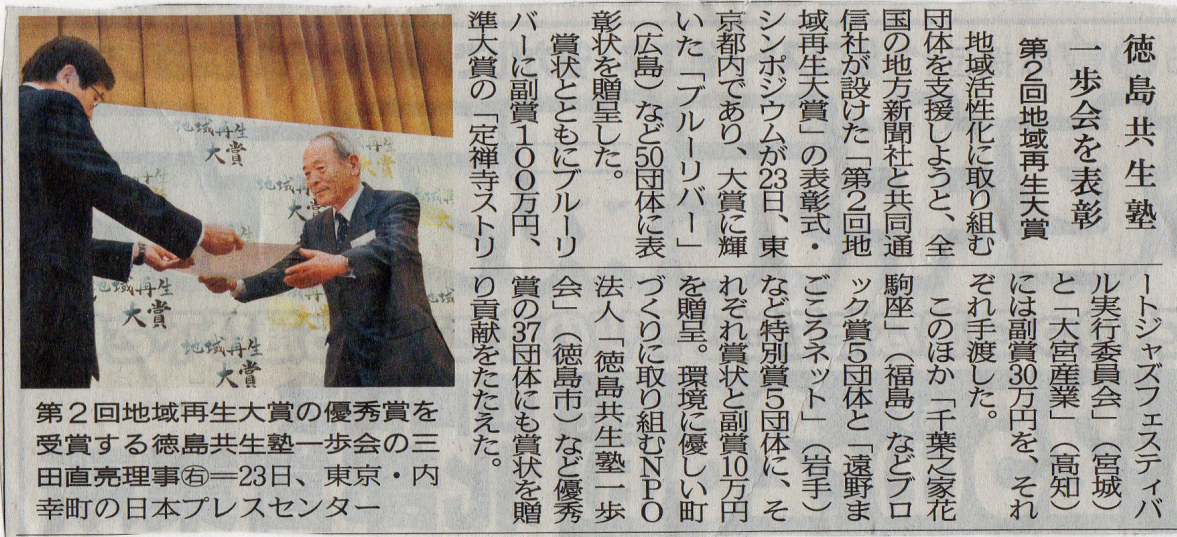 徳島共生塾
一歩会を表彰
第2回地域再生大賞
地域活性化に取り組む
団体を支援しようと、全
国の地方新聞社と共同通
信社が設けた「第2回地
域再生大賞」の表彰式・
シンポジウムが23日、東
京都内であり、大賞に輝
いた「ブルーリバー」
（広島）など50団体に表
彰状を贈呈した。
賞状とともにブルーリ
バーに副賞100万円、
準大賞の「定禅寺ストリ
ートジャズフェスティバ
ル実行委員会」（宮城）
と「大宮産業」（高知）
には副賞30万円を、それ
ぞれ手渡した。
このほか「千葉之家花
駒座」（福島）などブロ
ック賞5団体と「遠野ま
ごころネット」（岩手）
など特別賞5団体に、そ
れぞれ賞状と副賞10万円
を贈呈。環境に優しい町
づくりに取り組むNPO
法人「徳島共生塾一歩
会」（徳島市）など優秀
賞の37団体にも賞状を贈
り貢献をたたえた。
地域再生
大賞
地域再生
大賞
地域再生
大賞
地域再生
大賞
第2回地域再生大賞の優秀賞を
受賞する徳島共生塾一歩会の三
田直亮理事㊨＝23日、東京・内
幸町の日本プレスセンター